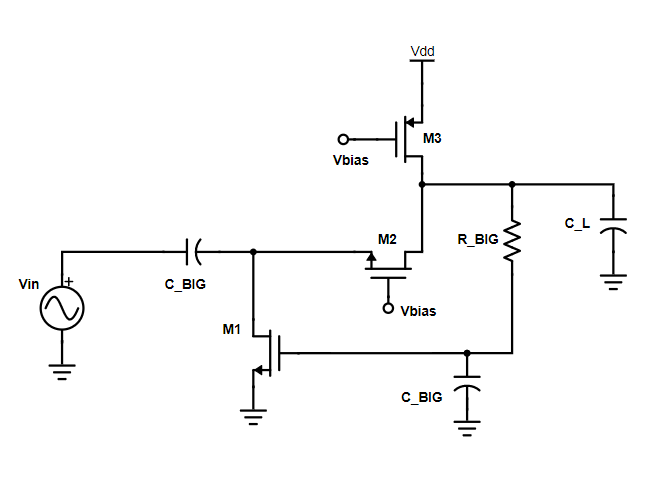 Vdd
M3
Vbias
M2
R_BIG
C_L
Vin
+
C_BIG
Vbias
M1
C_BIG